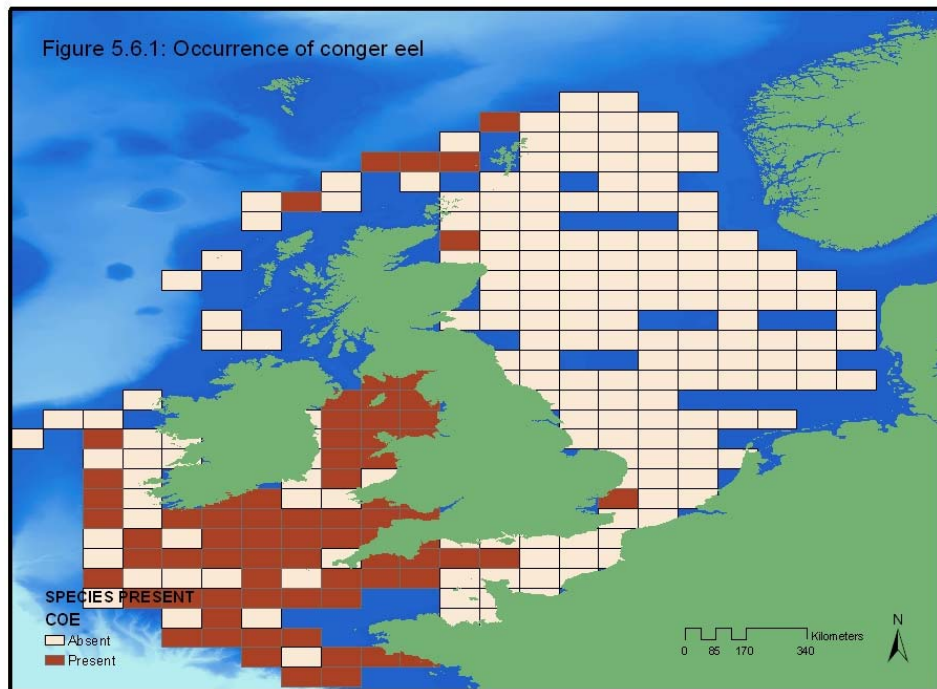 Figure 5.6.1: Occurrence of conger eel
SPECIES PRESENT
COE
Absent
Present
N
Kilometers
0 85 170 340